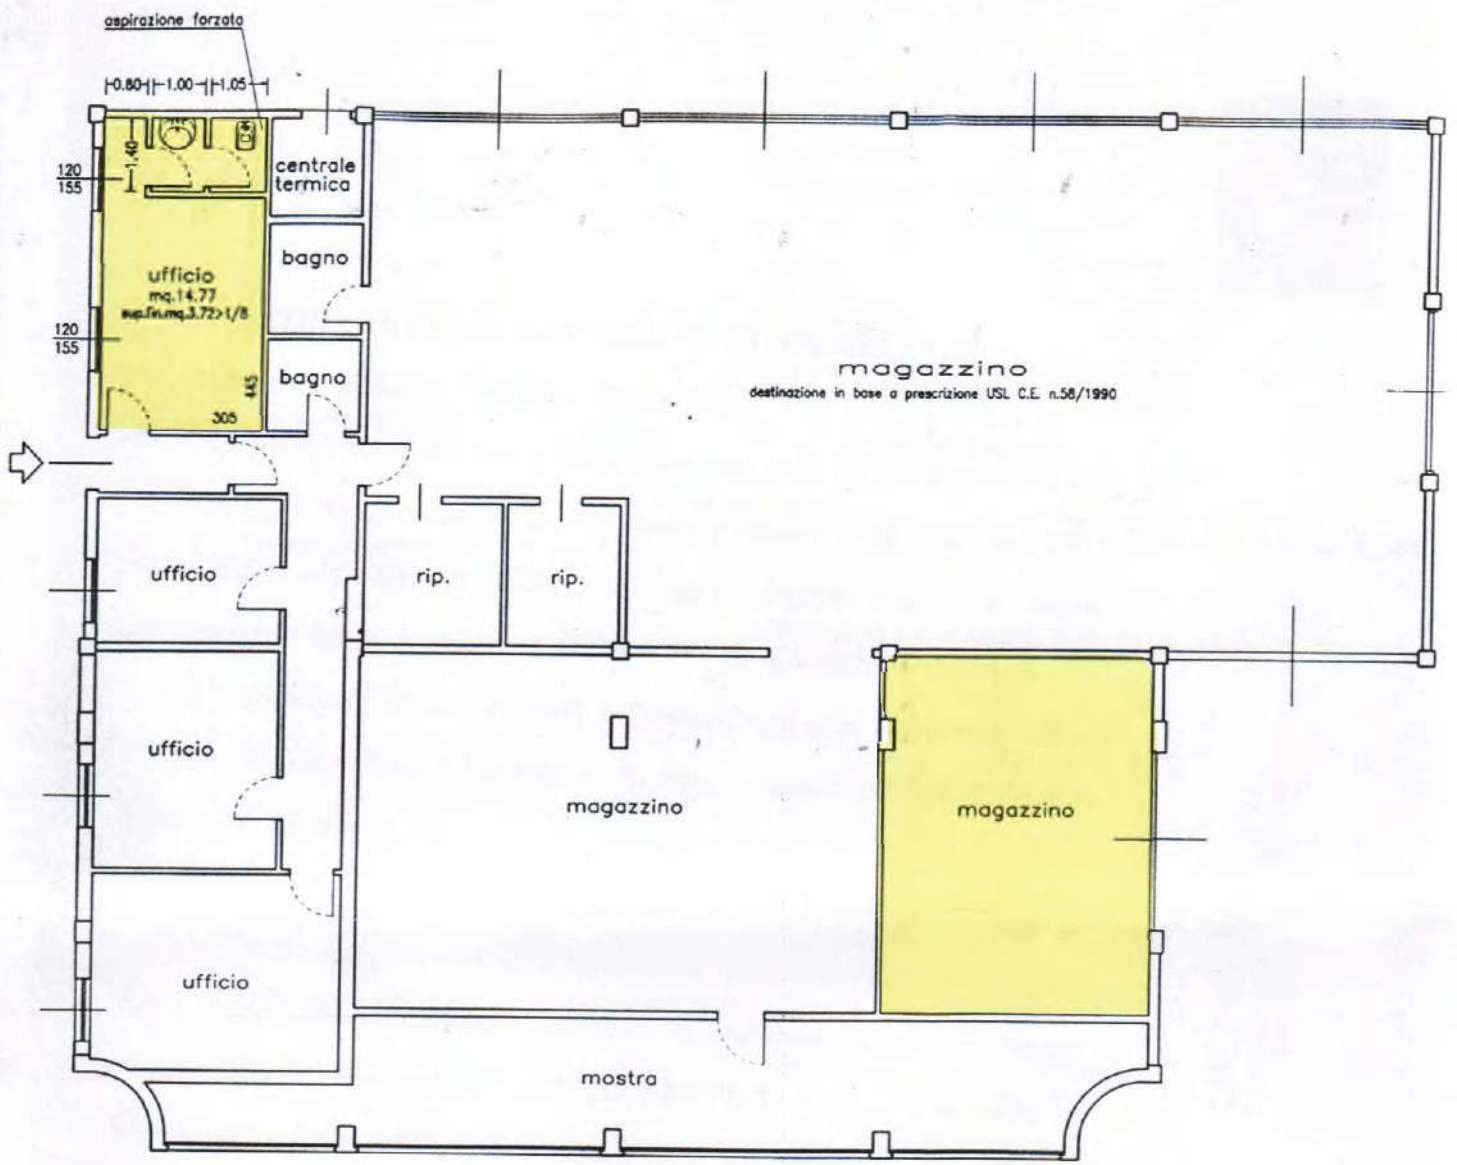 aspirazione forzata
0.80 1.00 1.05
1.40
120
155
centrale
termica
bagno
ufficio
mq.14.77
sup.fin.mq.3.72>1/8
120
155
bagno
445
305
magazzino
destinazione in base a prescrizione USL C.E. n.58/1990
ufficio
rip.
rip.
ufficio
magazzino
magazzino
ufficio
mostra